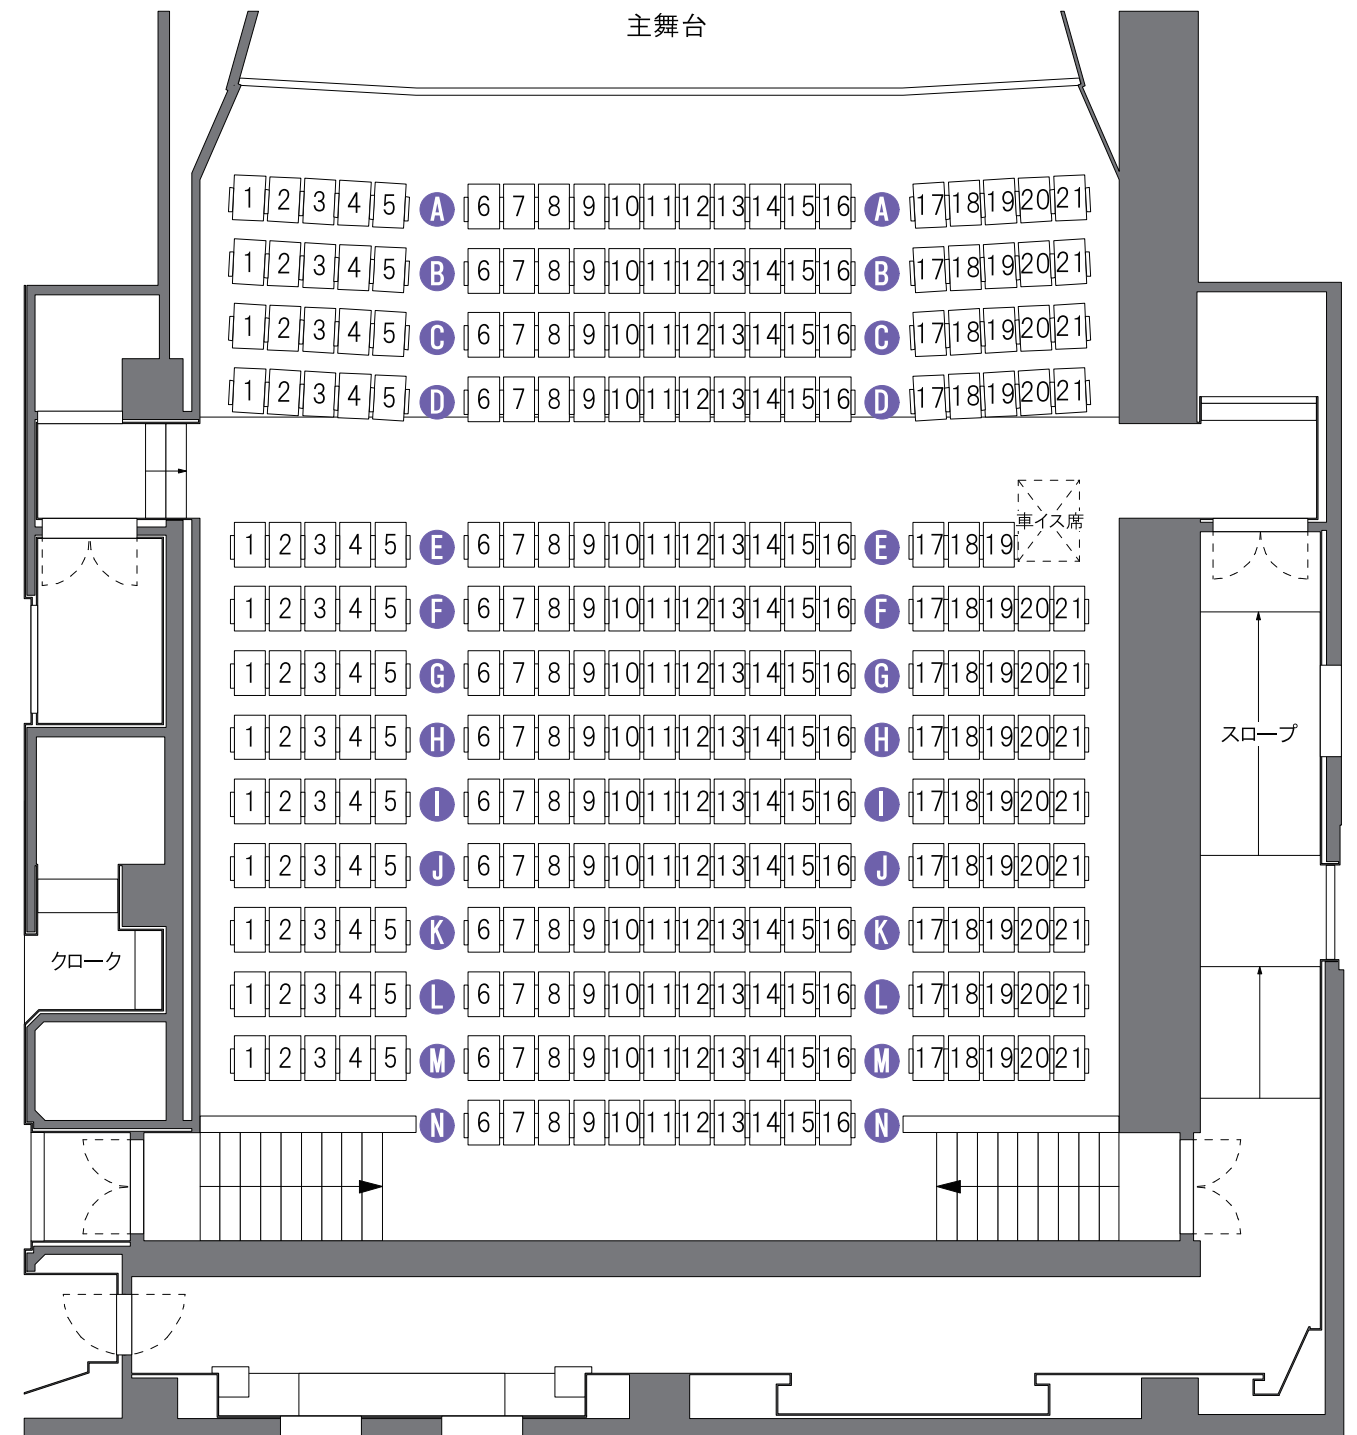 主舞台
1 2 3 4 5 A 6 7 8 9 10 11 12 13 14 15 16 A 17 18 19 20 21
1 2 3 4 5 B 6 7 8 9 10 11 12 13 14 15 16 B 17 18 19 20 21
1 2 3 4 5 C 6 7 8 9 10 11 12 13 14 15 16 C 17 18 19 20 21
1 2 3 4 5 D 6 7 8 9 10 11 12 13 14 15 16 D 17 18 19 20 21
車イス席
1 2 3 4 5 E 6 7 8 9 10 11 12 13 14 15 16 E 17 18 19
1 2 3 4 5 F 6 7 8 9 10 11 12 13 14 15 16 F 17 18 19 20 21
1 2 3 4 5 G 6 7 8 9 10 11 12 13 14 15 16 G 17 18 19 20 21
1 2 3 4 5 H 6 7 8 9 10 11 12 13 14 15 16 H 17 18 19 20 21
スロープ
1 2 3 4 5 I 6 7 8 9 10 11 12 13 14 15 16 I 17 18 19 20 21
1 2 3 4 5 J 6 7 8 9 10 11 12 13 14 15 16 J 17 18 19 20 21
1 2 3 4 5 K 6 7 8 9 10 11 12 13 14 15 16 K 17 18 19 20 21
クローク
1 2 3 4 5 L 6 7 8 9 10 11 12 13 14 15 16 L 17 18 19 20 21
1 2 3 4 5 M 6 7 8 9 10 11 12 13 14 15 16 M 17 18 19 20 21
N 6 7 8 9 10 11 12 13 14 15 16 N